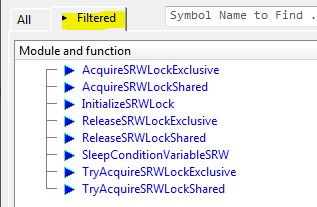 All
Filtered
Symbol Name to Find .
Module and function
AcquireSRWLockExclusive
AcquireSRWLockShared
InitializeSRWLock
ReleaseSRWLockExclusive
ReleaseSRWLockShared
SleepConditionVariableSRW
TryAcquireSRWLockExclusive
TryAcquireSRWLockShared